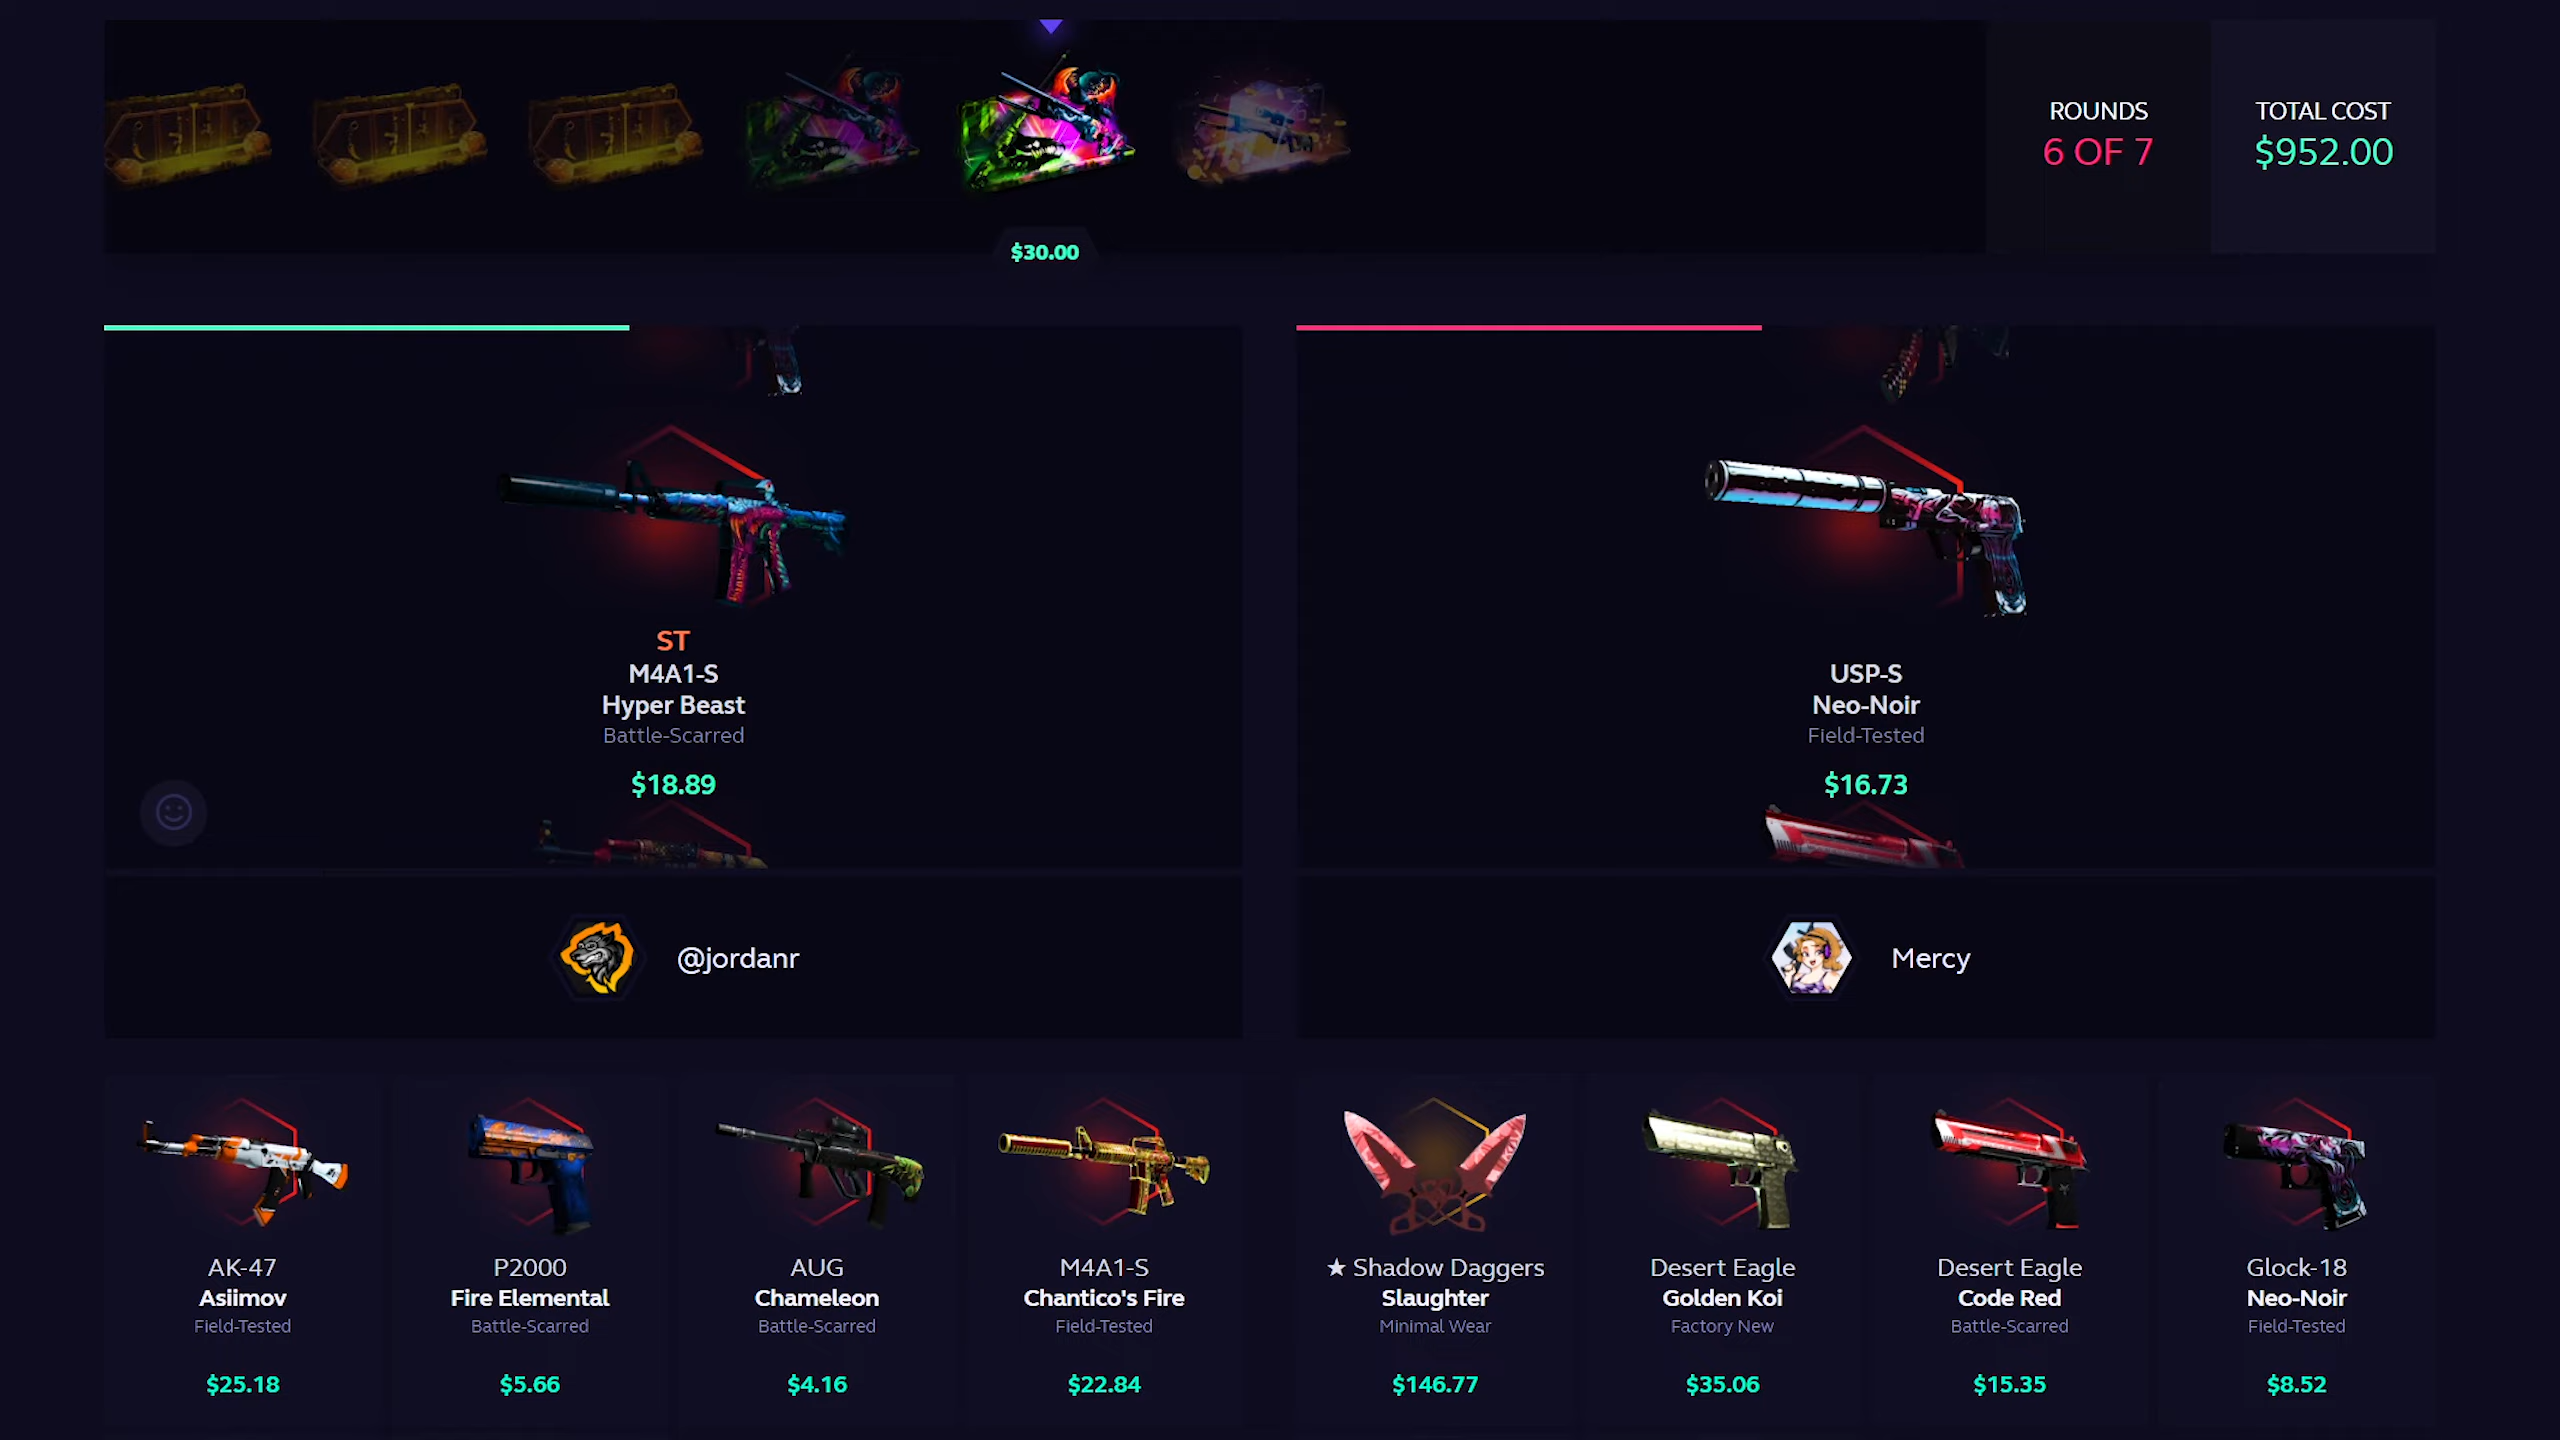 ROUNDS
6 OF 7
TOTAL COST
$952.00
$30.00
ST
M4A1-S
Hyper Beast
Battle-Scarred
$18.89
USP-S
Neo-Noir
Field-Tested
$16.73
@jordanr
Mercy
AK-47
Asiimov
Field-Tested
$25.18
P2000
Fire Elemental
Battle-Scarred
$5.66
AUG
Chameleon
Battle-Scarred
$4.16
M4A1-S
Chantico's Fire
Field-Tested
$22.84
★ Shadow Daggers
Slaughter
Minimal Wear
$146.77
Desert Eagle
Golden Koi
Factory New
$35.06
Desert Eagle
Code Red
Battle-Scarred
$15.35
Glock-18
Neo-Noir
Field-Tested
$8.52